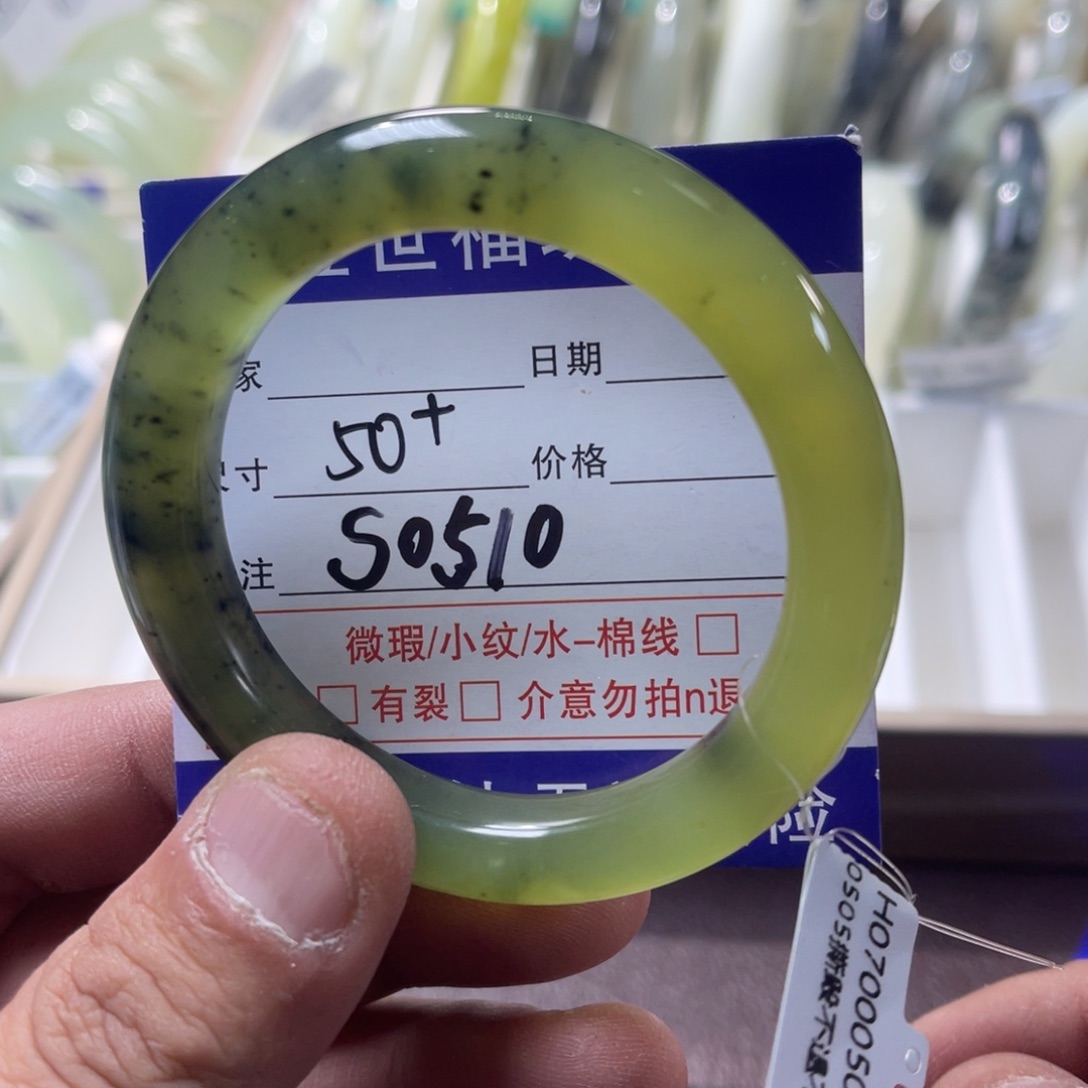 世福
家 日期
寸 50+ 价格
注 S0510
微瑕/小纹/水-棉线 □
□ 有裂 □ 介意勿拍n退
险
H070005